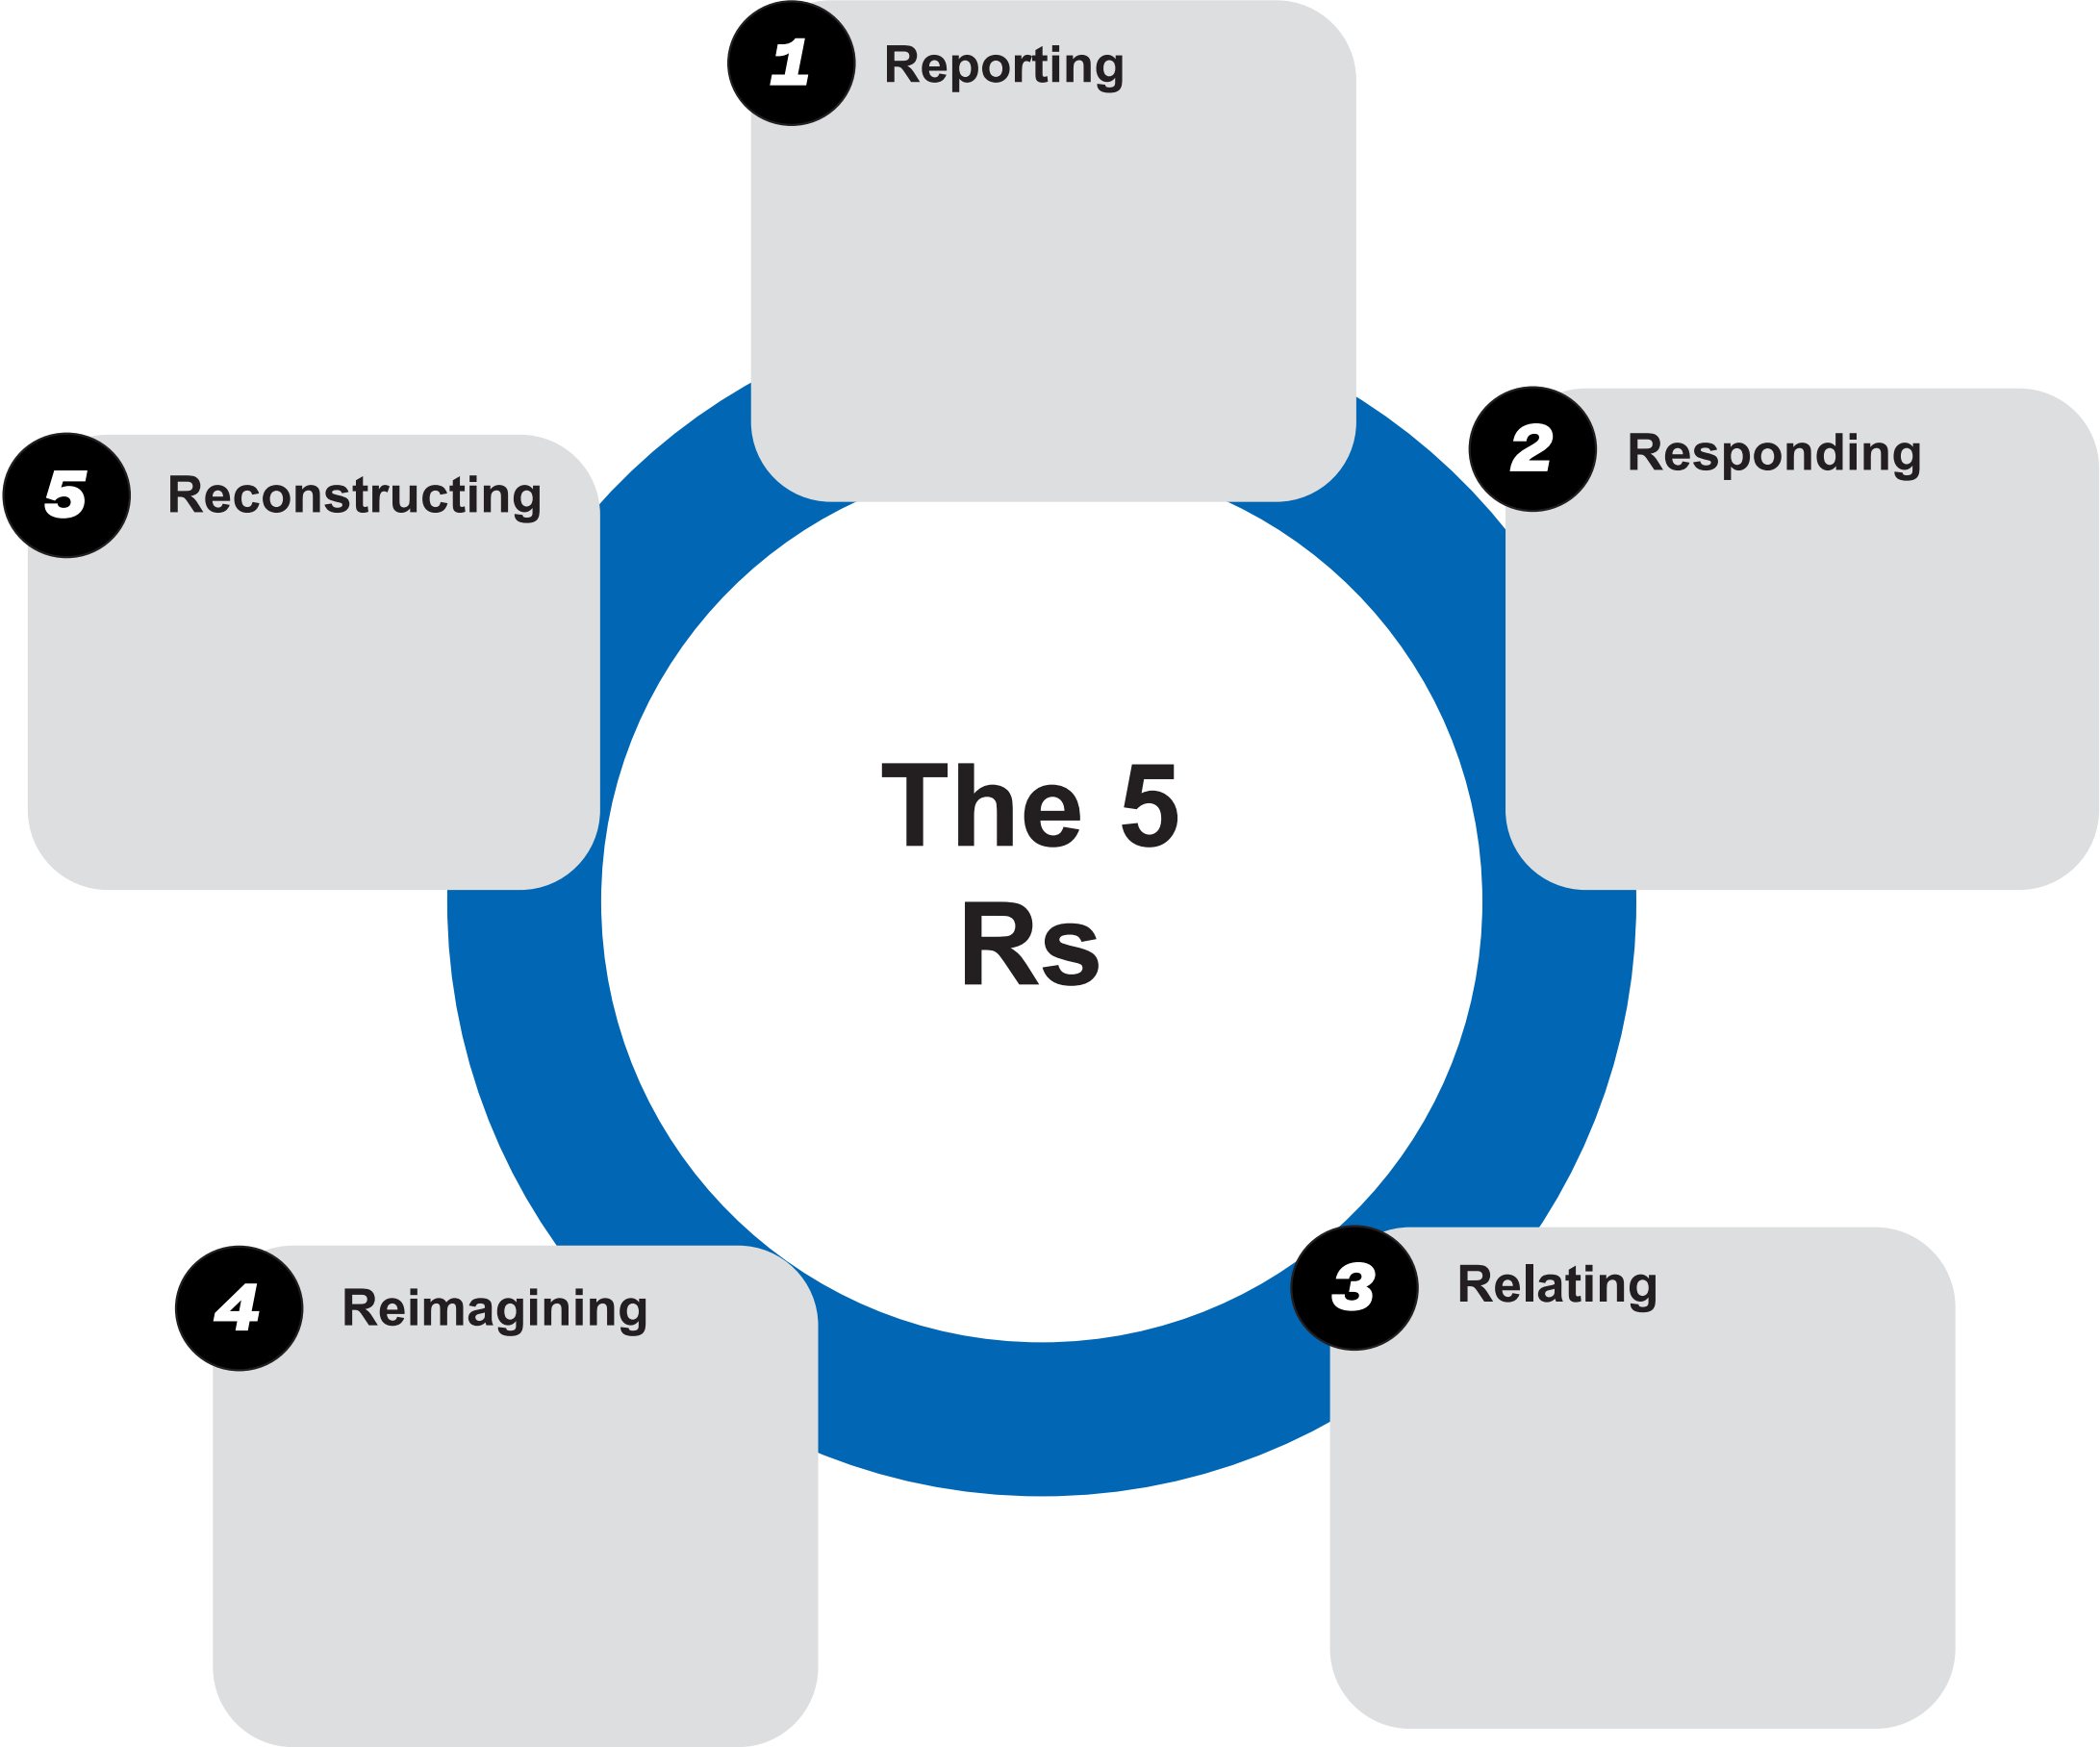 1
Reporting
2
Responding
3
Relating
4
Reimagining
5
Reconstructing
The 5
Rs